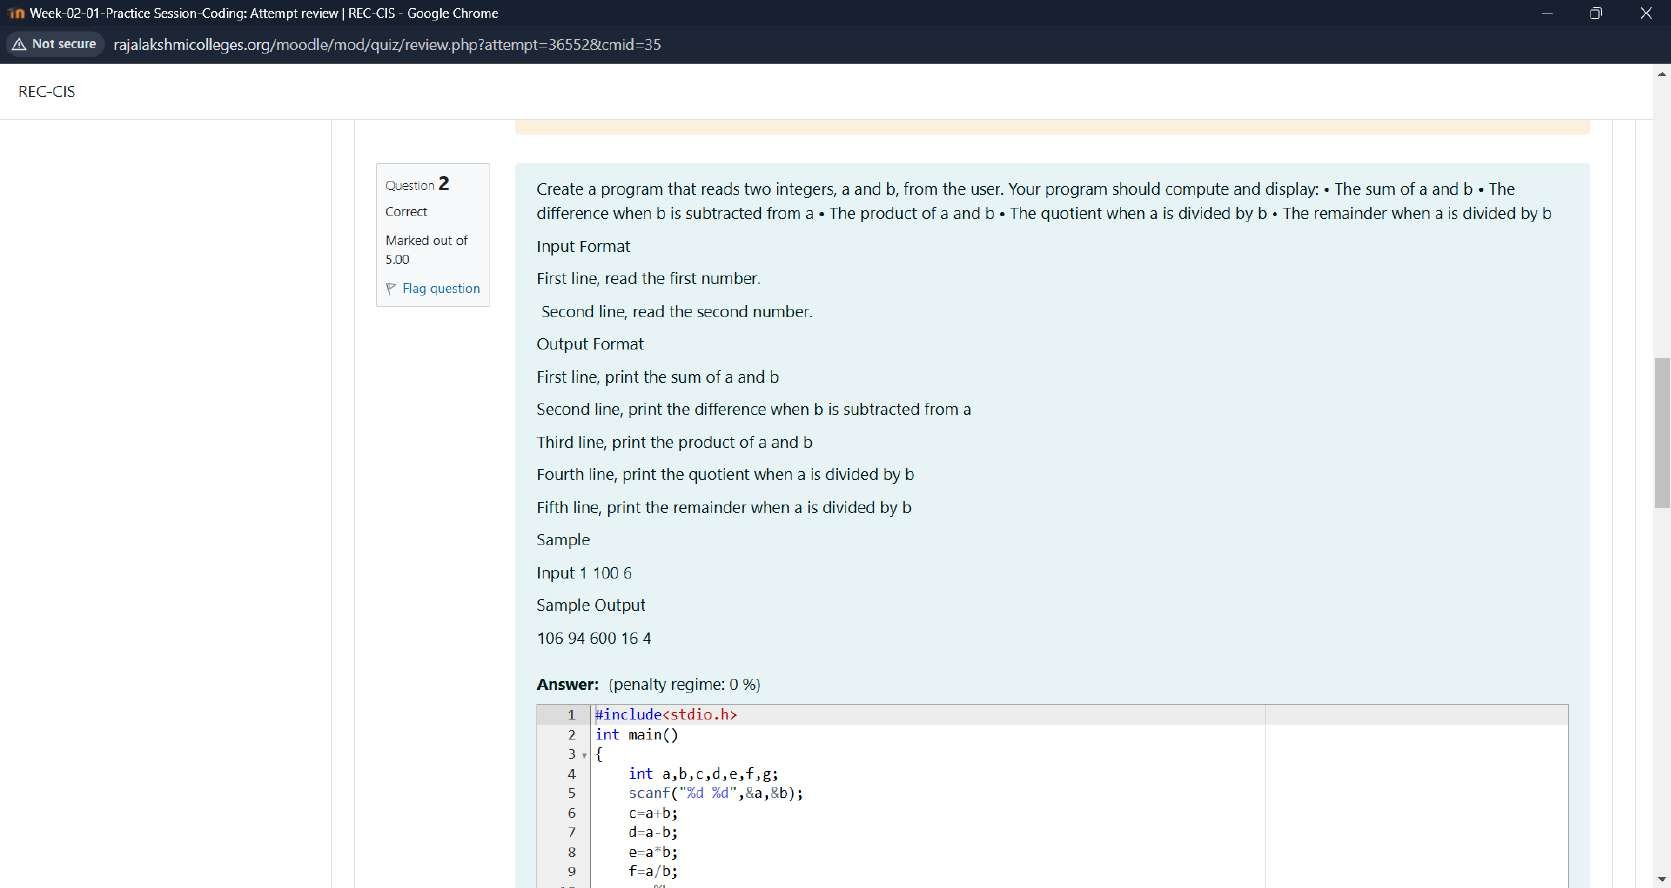 Week-02-01-Practice Session-Coding: Attempt review | REC-CIS - Google Chrome
Not secure rajalakshmicolleges.org/moodle/mod/quiz/review.php?attempt=36552&cmid=35
REC-CIS
Question 2
Correct
Marked out of
5.00
Flag question
Create a program that reads two integers, a and b, from the user. Your program should compute and display: • The sum of a and b • The
difference when b is subtracted from a • The product of a and b • The quotient when a is divided by b • The remainder when a is divided by b
Input Format
First line, read the first number.
Second line, read the second number.
Output Format
First line, print the sum of a and b
Second line, print the difference when b is subtracted from a
Third line, print the product of a and b
Fourth line, print the quotient when a is divided by b
Fifth line, print the remainder when a is divided by b
Sample
Input 1 100 6
Sample Output
106 94 600 16 4
Answer: (penalty regime: 0 %)
1 #include<stdio.h>
2 int main()
3 {
4 int a,b,c,d,e,f,g;
5 scanf("%d %d",&a,&b);
6 c=a+b;
7 d=a-b;
8 e=a*b;
9 f=a/b;